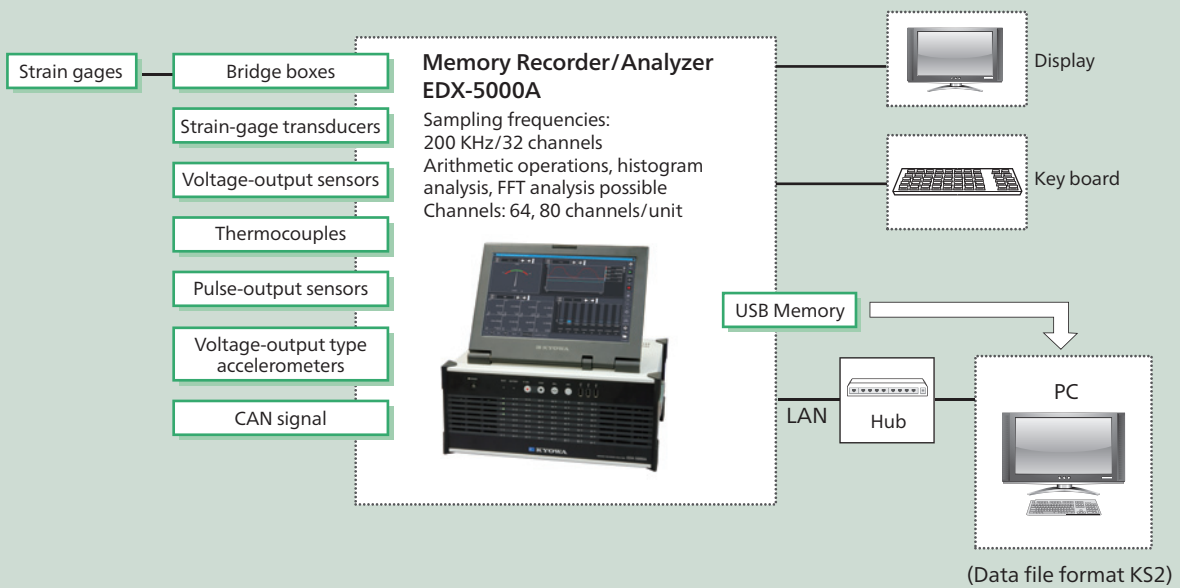 Strain gages
Bridge boxes
Strain-gage transducers
Voltage-output sensors
Thermocouples
Pulse-output sensors
Voltage-output type
accelerometers
CAN signal
Memory Recorder/Analyzer
EDX-5000A
Sampling frequencies:
200 KHz/32 channels
Arithmetic operations, histogram
analysis, FFT analysis possible
Channels: 64, 80 channels/unit
KYOWA
KYOWA
Display
Key board
USB Memory
LAN
Hub
PC
(Data file format KS2)